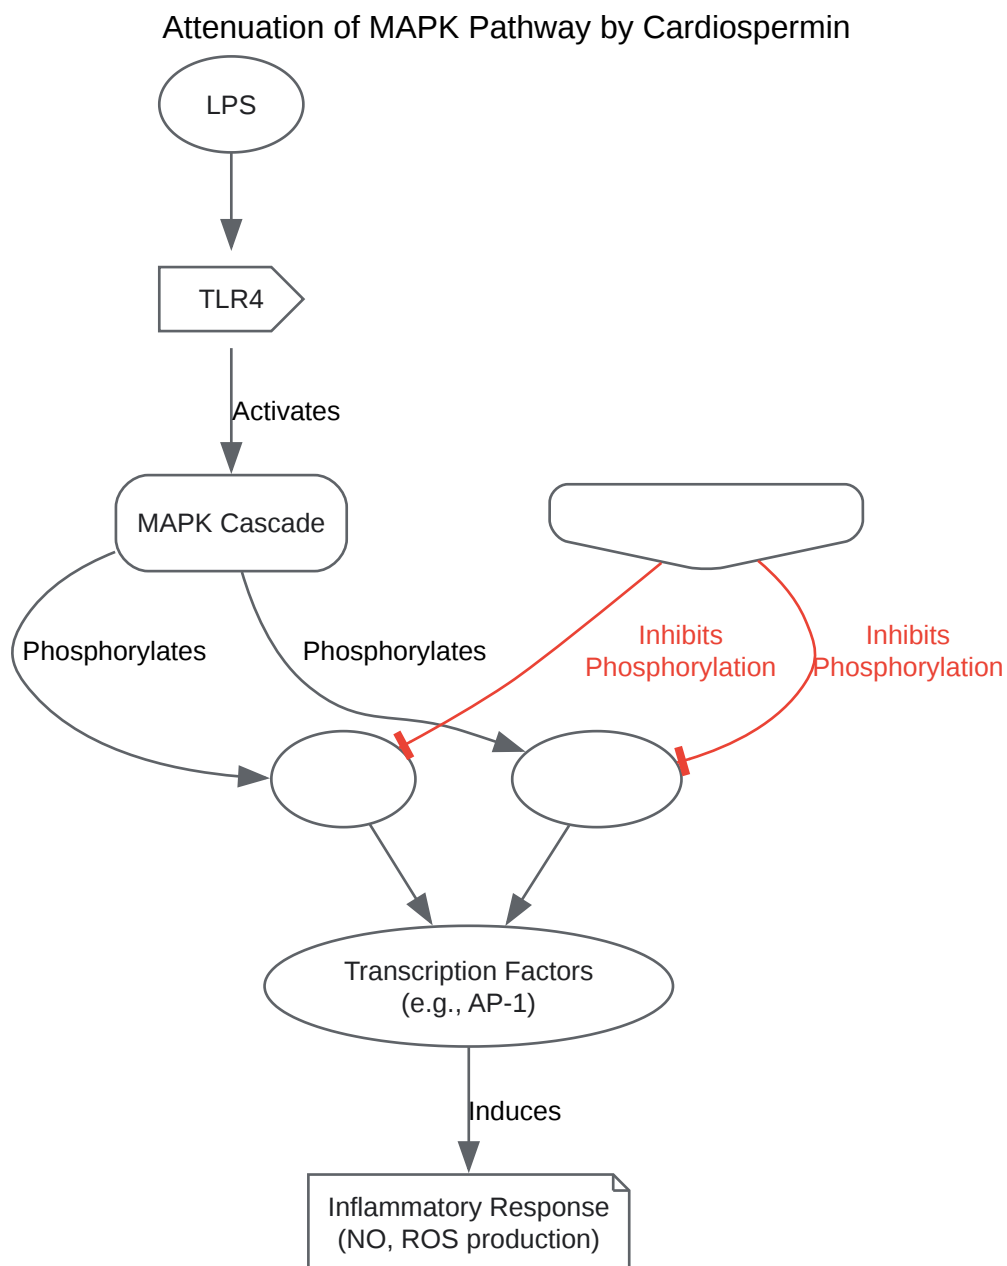 Attenuation of MAPK Pathway by Cardiospermin
LPS
TLR4
Activates
MAPK Cascade
Phosphorylates
Phosphorylates
Inhibits
Phosphorylation
Inhibits
Phosphorylation
Transcription Factors
(e.g., AP-1)
Induces
Inflammatory Response
(NO, ROS production)